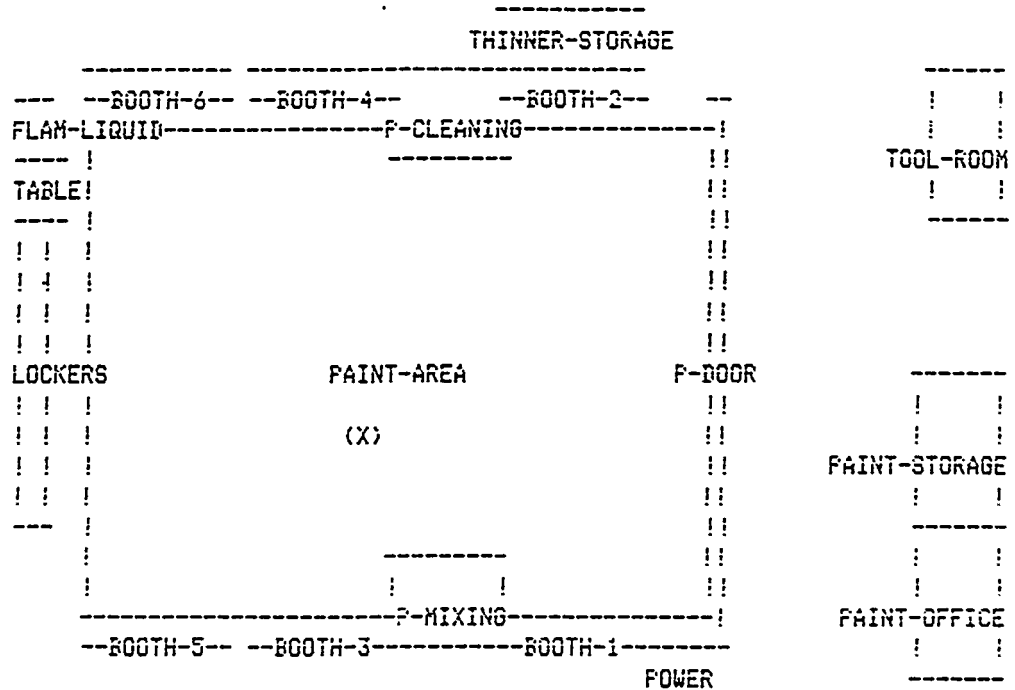 THINNER-STORAGE
BOOTH-6 BOOTH-4 BOOTH-2
FLAM-LIQUID P-CLEANING
TOOL-ROOM
TABLE
LOCKERS PAINT-AREA P-DOOR
(X)
PAINT-STORAGE
P-MIXING PAINT-OFFICE
BOOTH-5 BOOTH-3 BOOTH-1
POWER